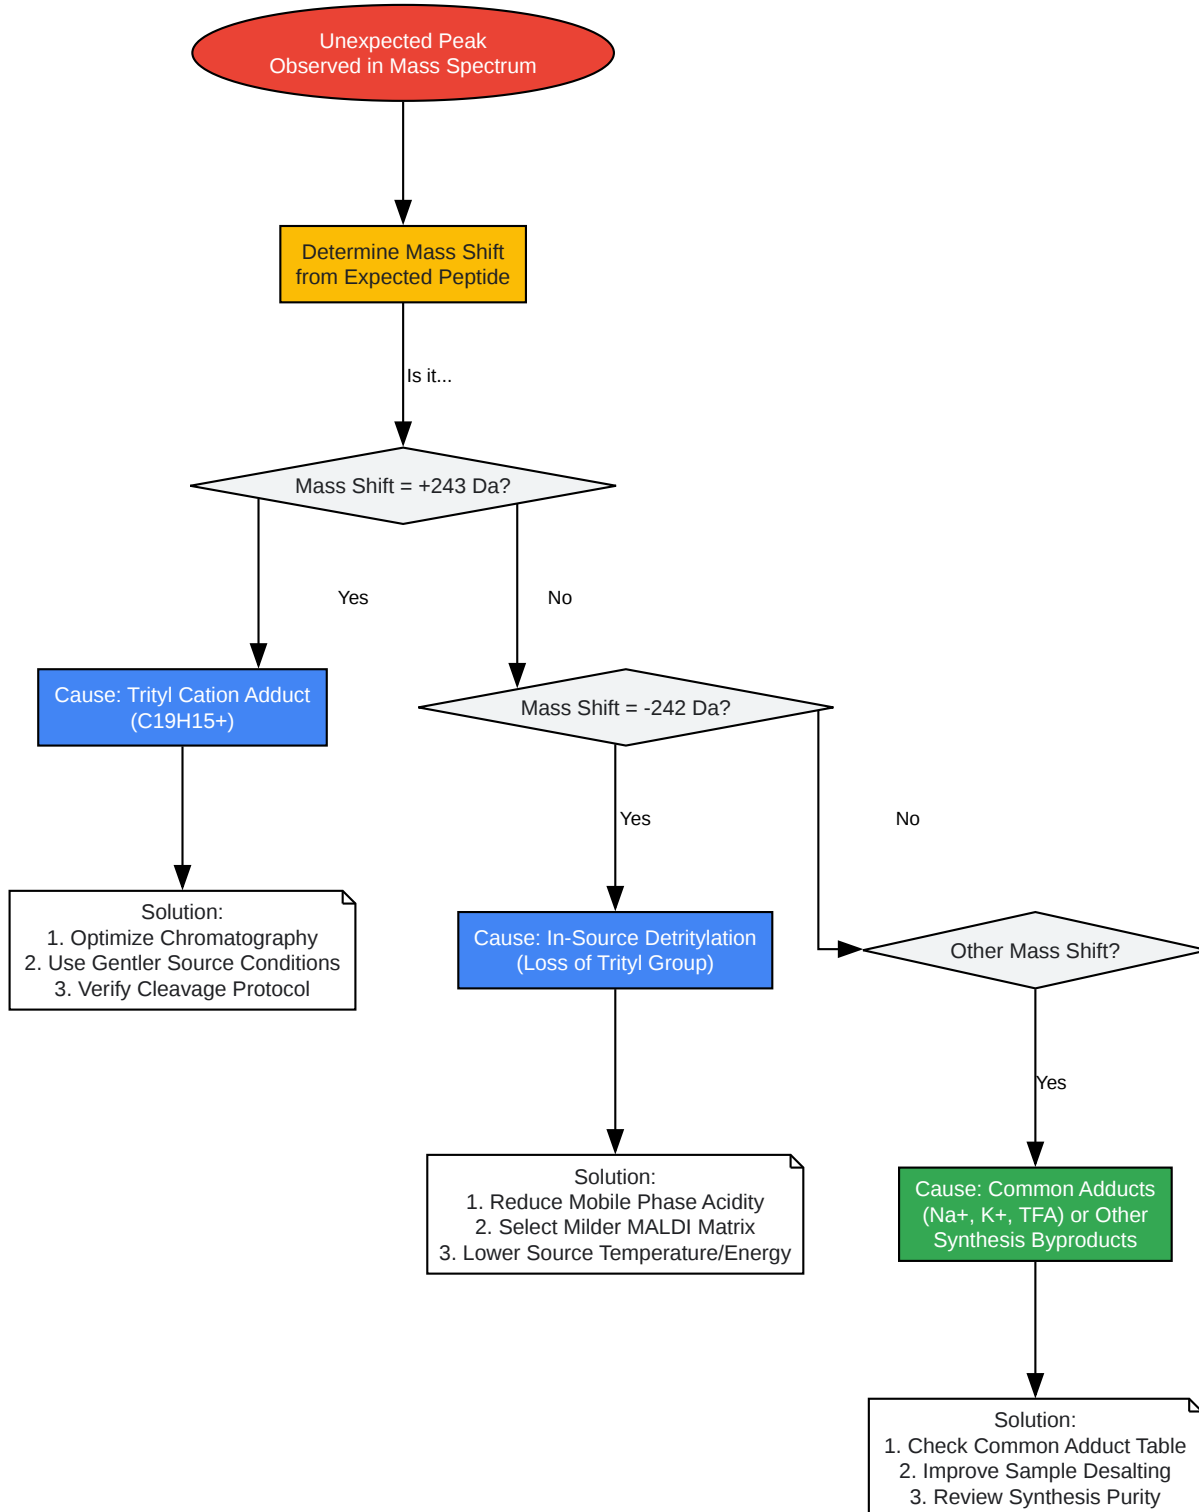 Unexpected Peak
Observed in Mass Spectrum
Determine Mass Shift
from Expected Peptide
Is it...
Mass Shift = +243 Da?
Yes
No
Cause: Trityl Cation Adduct
(C19H15+)
Mass Shift = -242 Da?
Yes
No
Solution:
1. Optimize Chromatography
2. Use Gentler Source Conditions
3. Verify Cleavage Protocol
Cause: In-Source Detritylation
(Loss of Trityl Group)
Other Mass Shift?
Yes
Solution:
1. Reduce Mobile Phase Acidity
2. Select Milder MALDI Matrix
3. Lower Source Temperature/Energy
Cause: Common Adducts
(Na+, K+, TFA) or Other
Synthesis Byproducts
Solution:
1. Check Common Adduct Table
2. Improve Sample Desalting
3. Review Synthesis Purity